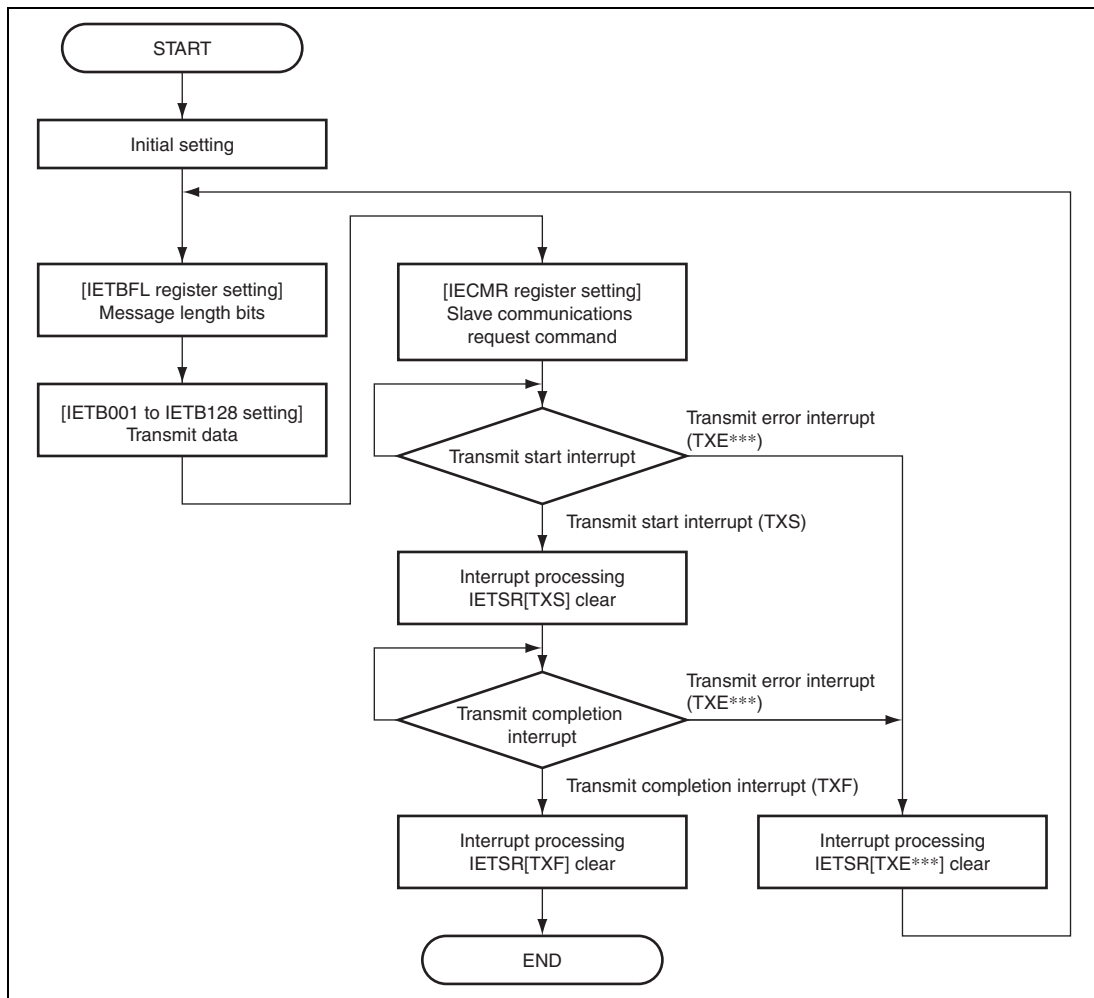 START
Initial setting
[IETBFL register setting]
Message length bits
[IETB001 to IETB128 setting]
Transmit data
[IECMR register setting]
Slave communications
request command
Transmit start interrupt
Transmit error interrupt
(TXE***)
Transmit start interrupt (TXS)
Interrupt processing
IETSR[TXS] clear
Transmit completion
interrupt
Transmit error interrupt
(TXE***)
Transmit completion interrupt (TXF)
Interrupt processing
IETSR[TXF] clear
Interrupt processing
IETSR[TXE***] clear
END